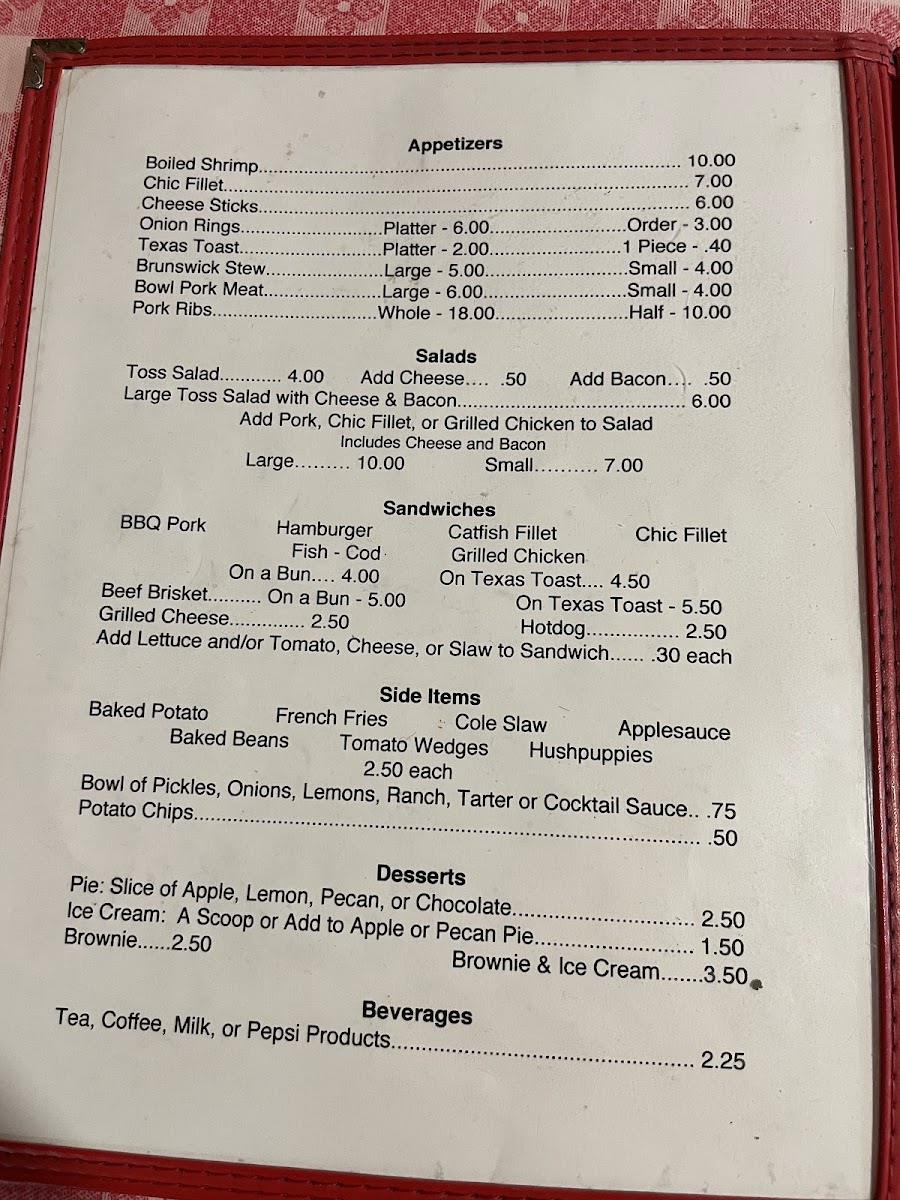 Appetizers
Boiled Shrimp........................................................................ 10.00
Chic Fillet.............................................................................. 7.00
Cheese Sticks........................................................................ 6.00
Onion Rings..........................Platter - 6.00.........................Order - 3.00
Texas Toast..........................Platter - 2.00.........................1 Piece - .40
Brunswick Stew.....................Large - 5.00..........................Small - 4.00
Bowl Pork Meat.....................Large - 6.00..........................Small - 4.00
Pork Ribs..............................Whole - 18.00........................Half - 10.00
Salads
Toss Salad............ 4.00 Add Cheese.... .50 Add Bacon.... .50
Large Toss Salad with Cheese & Bacon........................................ 6.00
Add Pork, Chic Fillet, or Grilled Chicken to Salad
Includes Cheese and Bacon
Large......... 10.00 Small.......... 7.00
Sandwiches
BBQ Pork Hamburger Catfish Fillet Chic Fillet
Fish - Cod Grilled Chicken
On a Bun.... 4.00 On Texas Toast.... 4.50
Beef Brisket.......... On a Bun - 5.00 On Texas Toast - 5.50
Grilled Cheese............. 2.50 Hotdog................ 2.50
Add Lettuce and/or Tomato, Cheese, or Slaw to Sandwich...... .30 each
Side Items
Baked Potato French Fries Cole Slaw Applesauce
Baked Beans Tomato Wedges Hushpuppies
2.50 each
Bowl of Pickles, Onions, Lemons, Ranch, Tarter or Cocktail Sauce.. .75
Potato Chips................................................................................ .50
Desserts
Pie: Slice of Apple, Lemon, Pecan, or Chocolate............................ 2.50
Ice Cream: A Scoop or Add to Apple or Pecan Pie........................ 1.50
Brownie......2.50 Brownie & Ice Cream.......3.50
Beverages
Tea, Coffee, Milk, or Pepsi Products............................................. 2.25